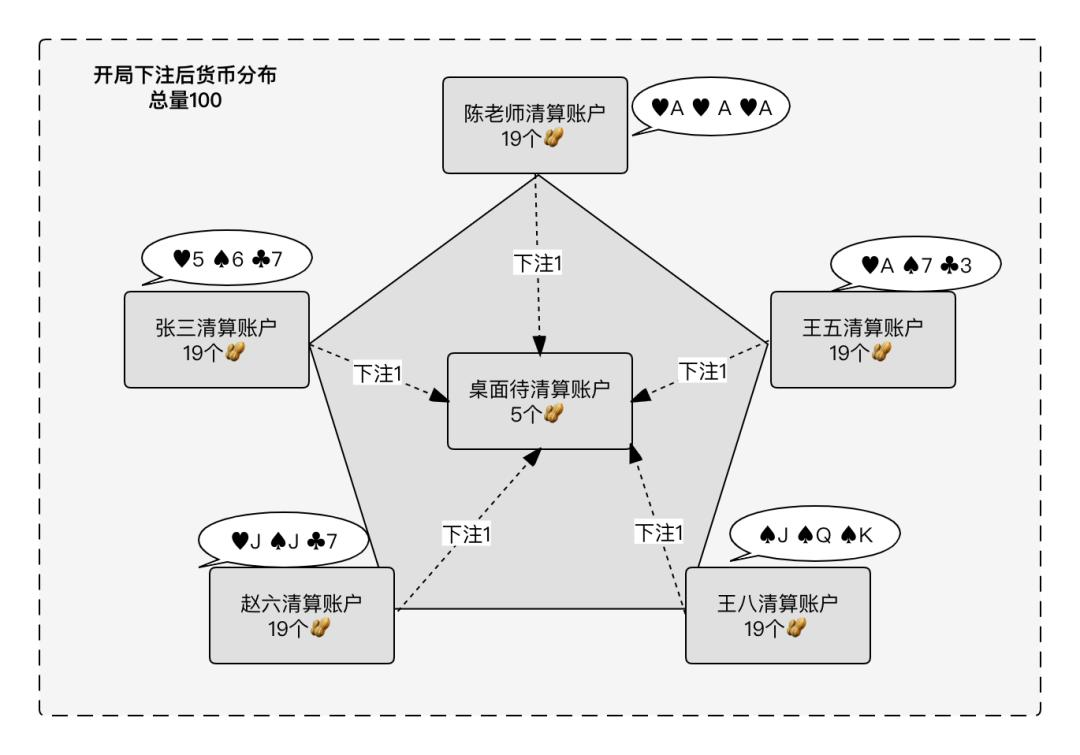 开局下注后货币分布
总量100
陈老师清算账户
19个🥜
♥A ♥ A ♥A
下注1
♥5 ♠6 ♣7
张三清算账户
19个🥜
下注1
♥A ♠7 ♣3
王五清算账户
19个🥜
下注1
桌面待清算账户
5个🥜
♥J ♠J ♣7
赵六清算账户
19个🥜
下注1
♠J ♠Q ♠K
王八清算账户
19个🥜
下注1